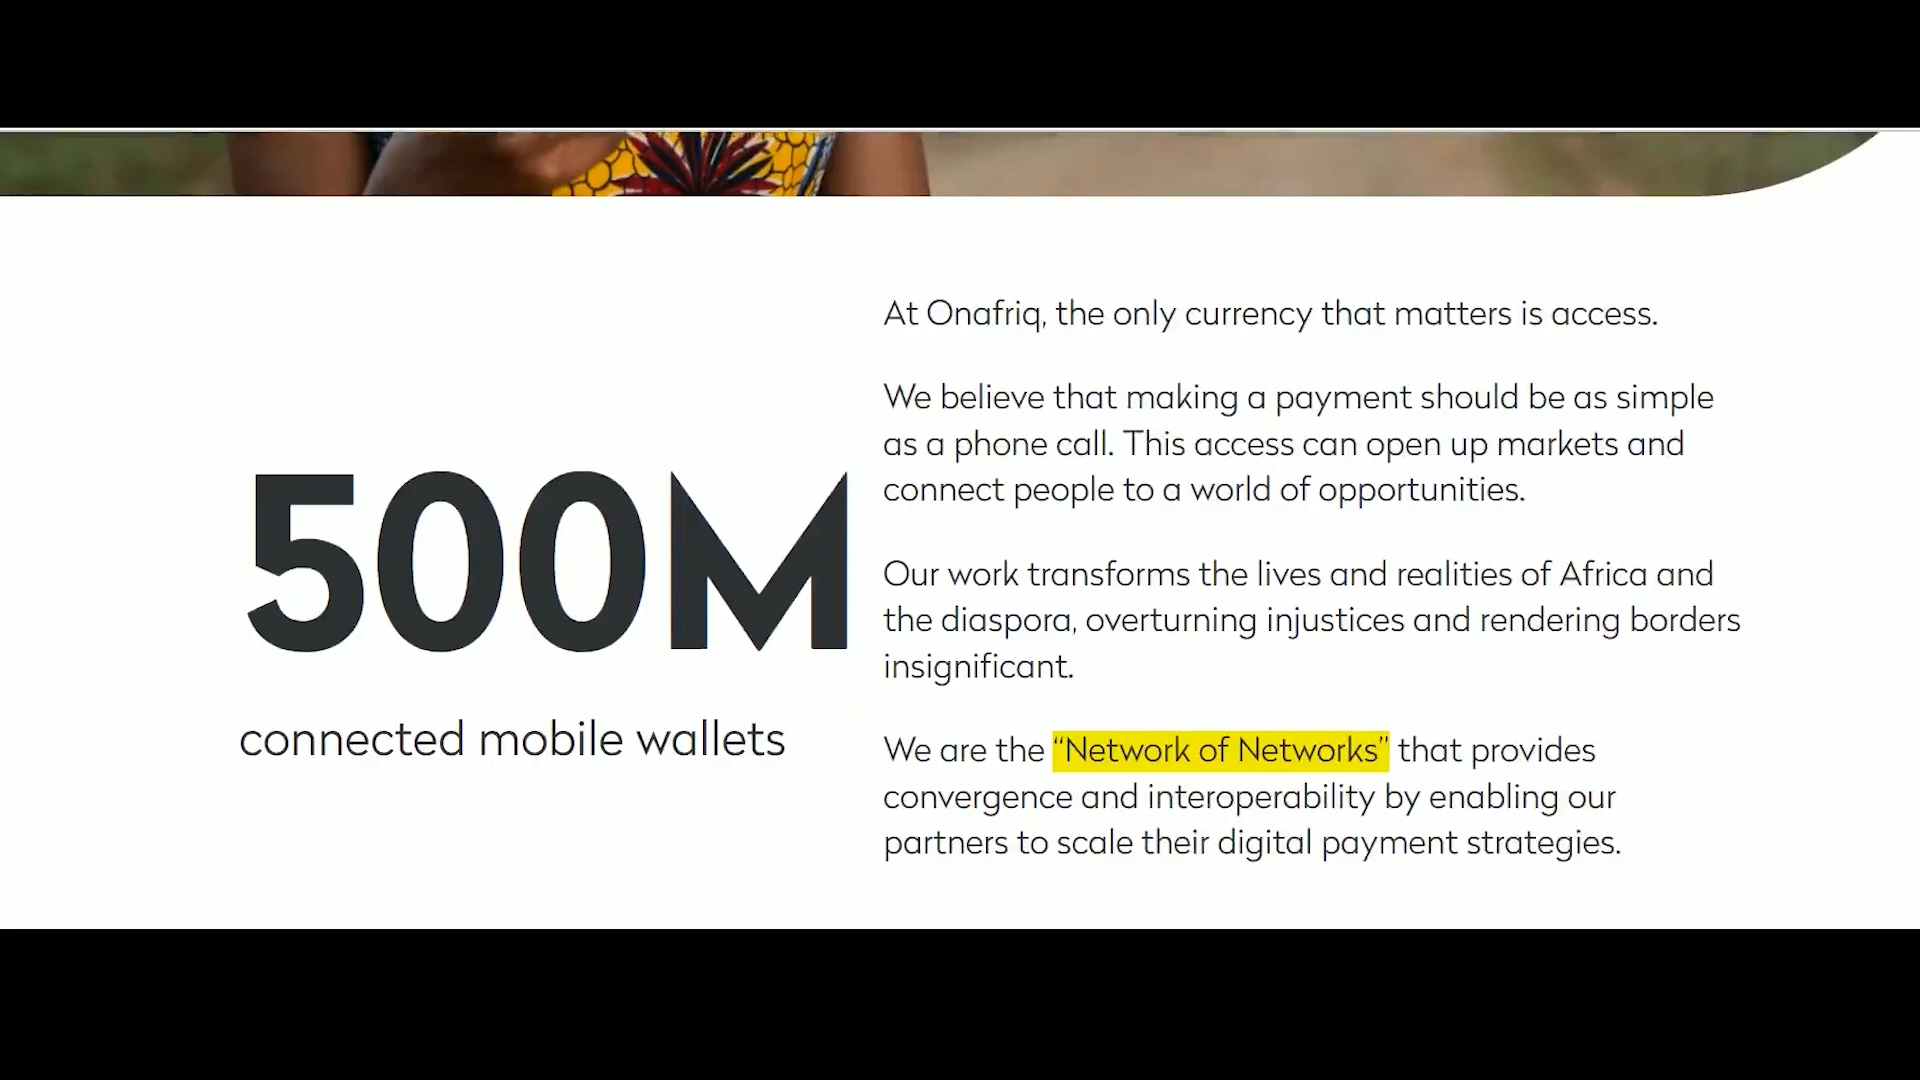 500M
connected mobile wallets
At Onafriq, the only currency that matters is access.
We believe that making a payment should be as simple
as a phone call. This access can open up markets and
connect people to a world of opportunities.
Our work transforms the lives and realities of Africa and
the diaspora, overturning injustices and rendering borders
insignificant.
We are the “Network of Networks” that provides
convergence and interoperability by enabling our
partners to scale their digital payment strategies.